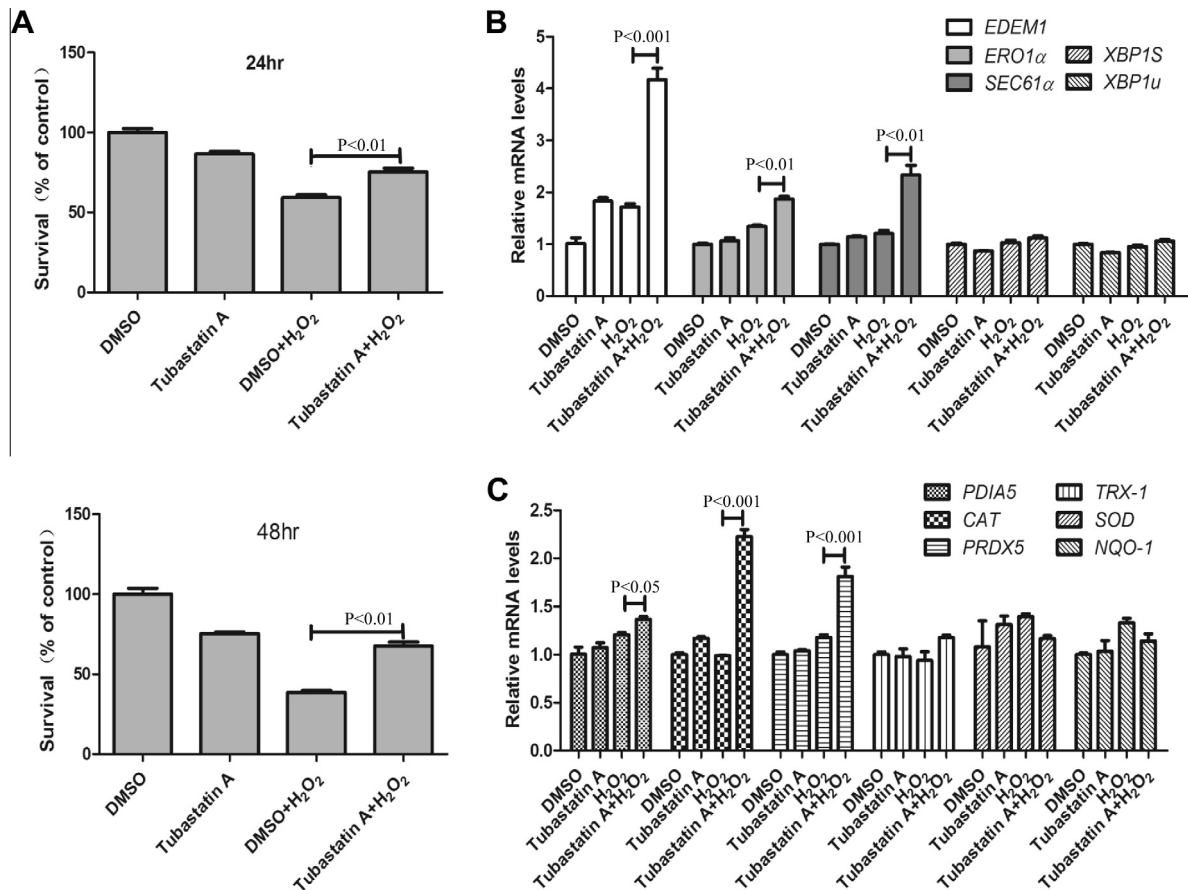 A
24hr
Survival (% of control)
150
100
50
0
P<0.01
DMSO
Tubastatin A
DMSO+H₂O₂
Tubastatin A+H₂O₂
48hr
Survival (% of control)
150
100
50
0
P<0.01
DMSO
Tubastatin A
DMSO+H₂O₂
Tubastatin A+H₂O₂
B
Relative mRNA levels
5
4
3
2
1
0
EDEM1
ERO1α
SEC61α
XBP1S
XBP1u
P<0.001
P<0.01
P<0.01
DMSO
Tubastatin A
H₂O₂
Tubastatin A+H₂O₂
DMSO
Tubastatin A
H₂O₂
Tubastatin A+H₂O₂
DMSO
Tubastatin A
H₂O₂
Tubastatin A+H₂O₂
DMSO
Tubastatin A
H₂O₂
Tubastatin A+H₂O₂
DMSO
Tubastatin A
H₂O₂
Tubastatin A+H₂O₂
C
Relative mRNA levels
2.5
2.0
1.5
1.0
0.5
0.0
PDIA5
CAT
PRDX5
TRX-1
SOD
NQO-1
P<0.05
P<0.001
P<0.001
DMSO
Tubastatin A
H₂O₂
Tubastatin A+H₂O₂
DMSO
Tubastatin A
H₂O₂
Tubastatin A+H₂O₂
DMSO
Tubastatin A
H₂O₂
Tubastatin A+H₂O₂
DMSO
Tubastatin A
H₂O₂
Tubastatin A+H₂O₂
DMSO
Tubastatin A
H₂O₂
Tubastatin A+H₂O₂
DMSO
Tubastatin A
H₂O₂
Tubastatin A+H₂O₂